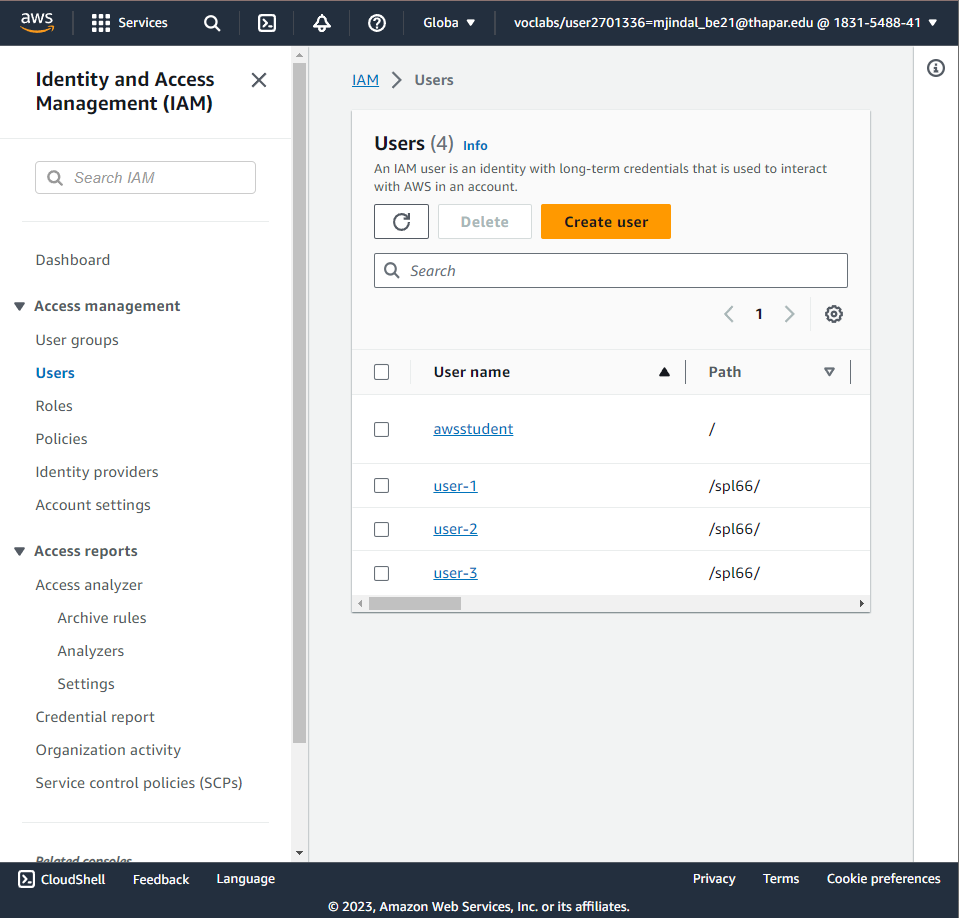 aws
Services
Globa
voclabs/user2701336=mjindal_be21@thapar.edu @ 1831-5488-41
Identity and Access
Management (IAM)
Search IAM
Dashboard
Access management
User groups
Users
Roles
Policies
Identity providers
Account settings
Access reports
Access analyzer
Archive rules
Analyzers
Settings
Credential report
Organization activity
Service control policies (SCPs)
Related consoles
IAM > Users
Users (4) Info
An IAM user is an identity with long-term credentials that is used to interact
with AWS in an account.
Delete
Create user
Search
1
User name Path
awsstudent /
user-1 /spl66/
user-2 /spl66/
user-3 /spl66/
CloudShell Feedback Language Privacy Terms Cookie preferences
© 2023, Amazon Web Services, Inc. or its affiliates.